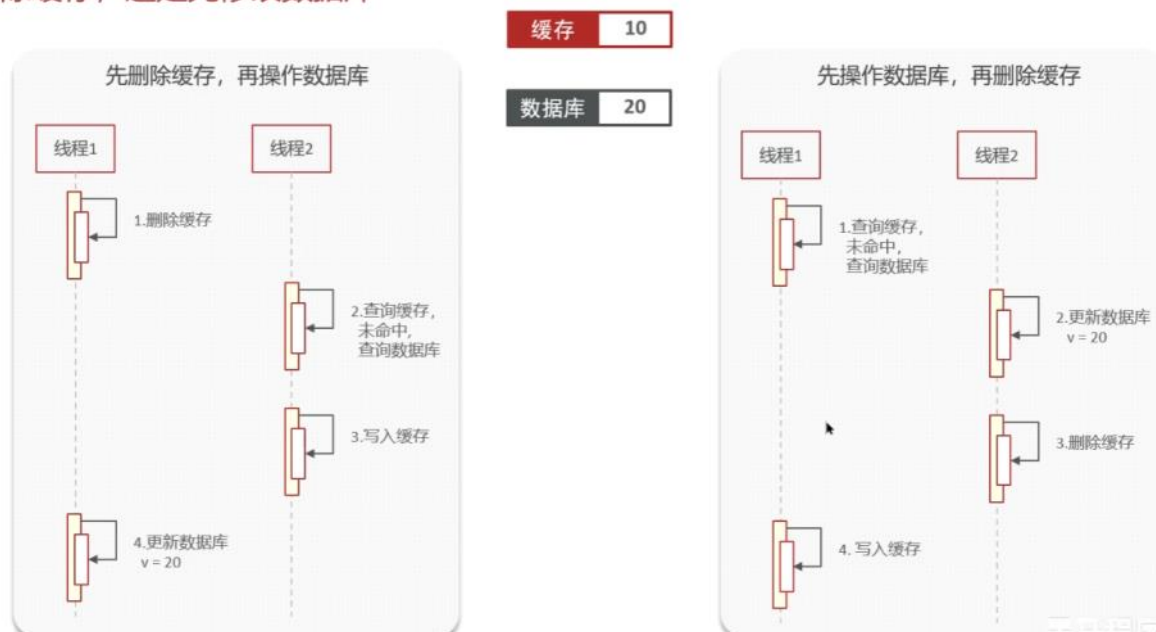 缓存 10
数据库 20
先删除缓存，再操作数据库
线程1
线程2
1.删除缓存
2.查询缓存，
未命中，
查询数据库
3.写入缓存
4.更新数据库
v = 20
先操作数据库，再删除缓存
线程1
线程2
1.查询缓存，
未命中，
查询数据库
2.更新数据库
v = 20
3.删除缓存
4. 写入缓存